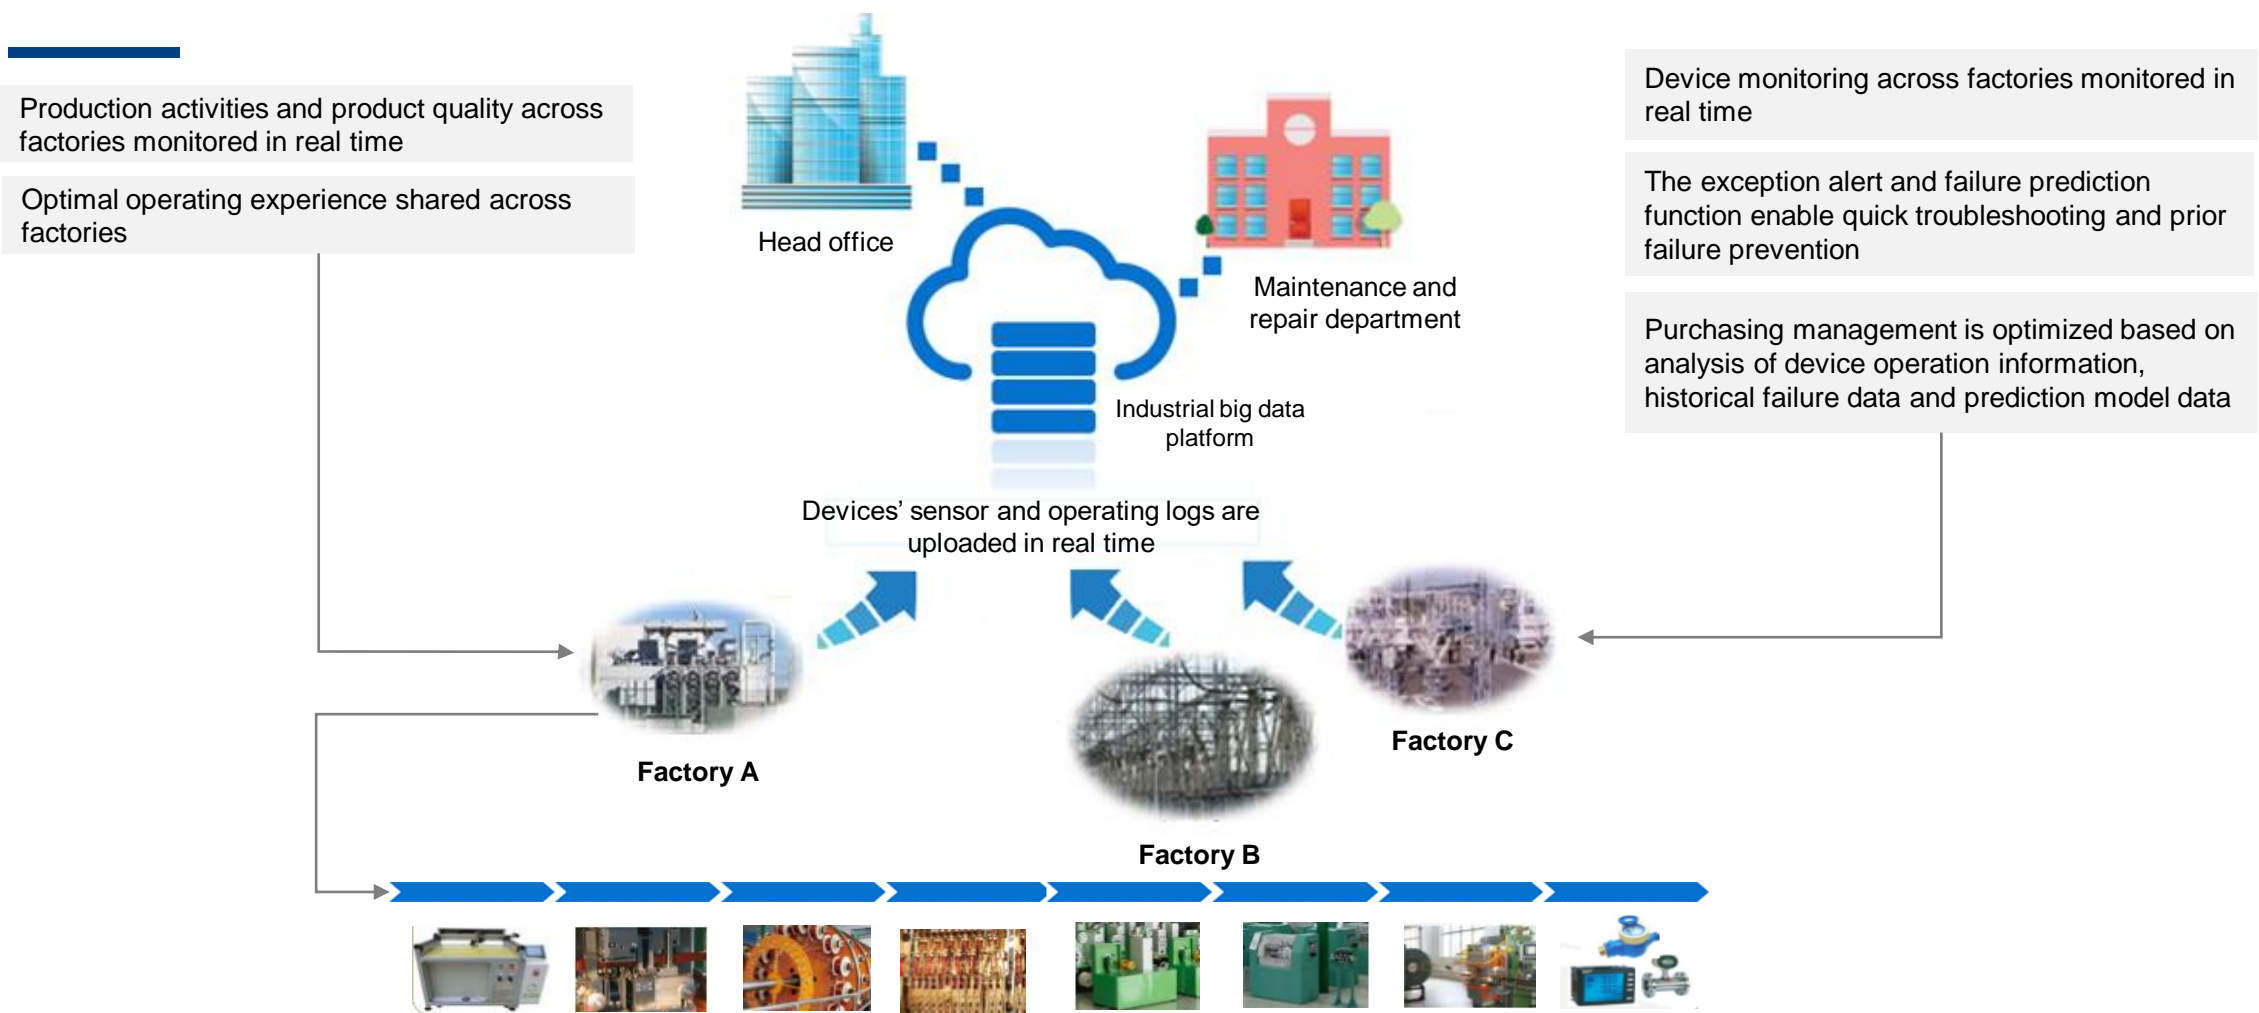 Production activities and product quality across
factories monitored in real time
Optimal operating experience shared across
factories
Head office
Maintenance and
repair department
Industrial big data
platform
Devices’ sensor and operating logs are
uploaded in real time
Device monitoring across factories monitored in
real time
The exception alert and failure prediction
function enable quick troubleshooting and prior
failure prevention
Purchasing management is optimized based on
analysis of device operation information,
historical failure data and prediction model data
Factory A
Factory B
Factory C